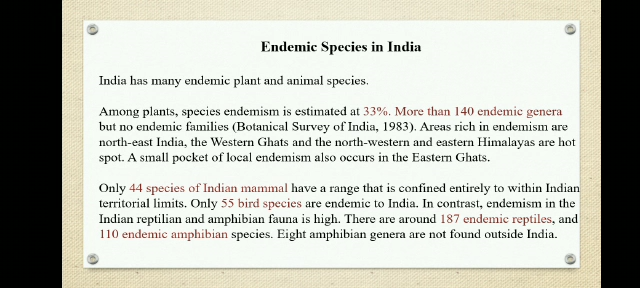 Endemic Species in India
India has many endemic plant and animal species.
Among plants, species endemism is estimated at 33%. More than 140 endemic genera
but no endemic families (Botanical Survey of India, 1983). Areas rich in endemism are
north-east India, the Western Ghats and the north-western and eastern Himalayas are hot
spot. A small pocket of local endemism also occurs in the Eastern Ghats.
Only 44 species of Indian mammal have a range that is confined entirely to within Indian
territorial limits. Only 55 bird species are endemic to India. In contrast, endemism in the
Indian reptilian and amphibian fauna is high. There are around 187 endemic reptiles, and
110 endemic amphibian species. Eight amphibian genera are not found outside India.